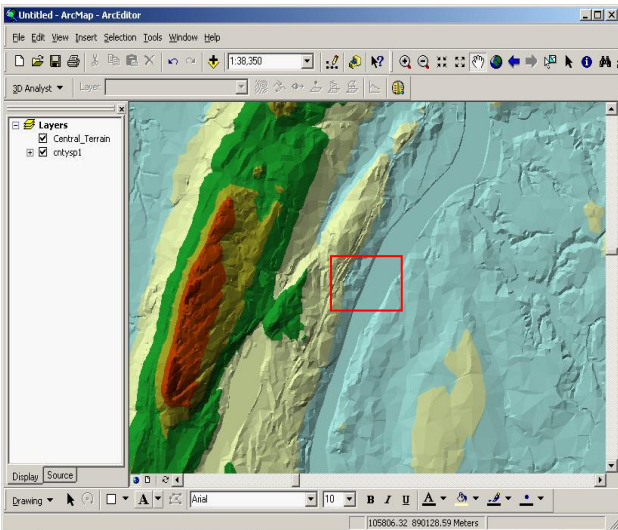 Untitled - ArcMap - ArcEditor
File Edit View Insert Selection Tools Window Help
1:38,350
3D Analyst Layer:
Layers
Central_Terrain
cntysp1
Display Source
Drawing A Arial 10 B I U A
105806.32 890128.59 Meters